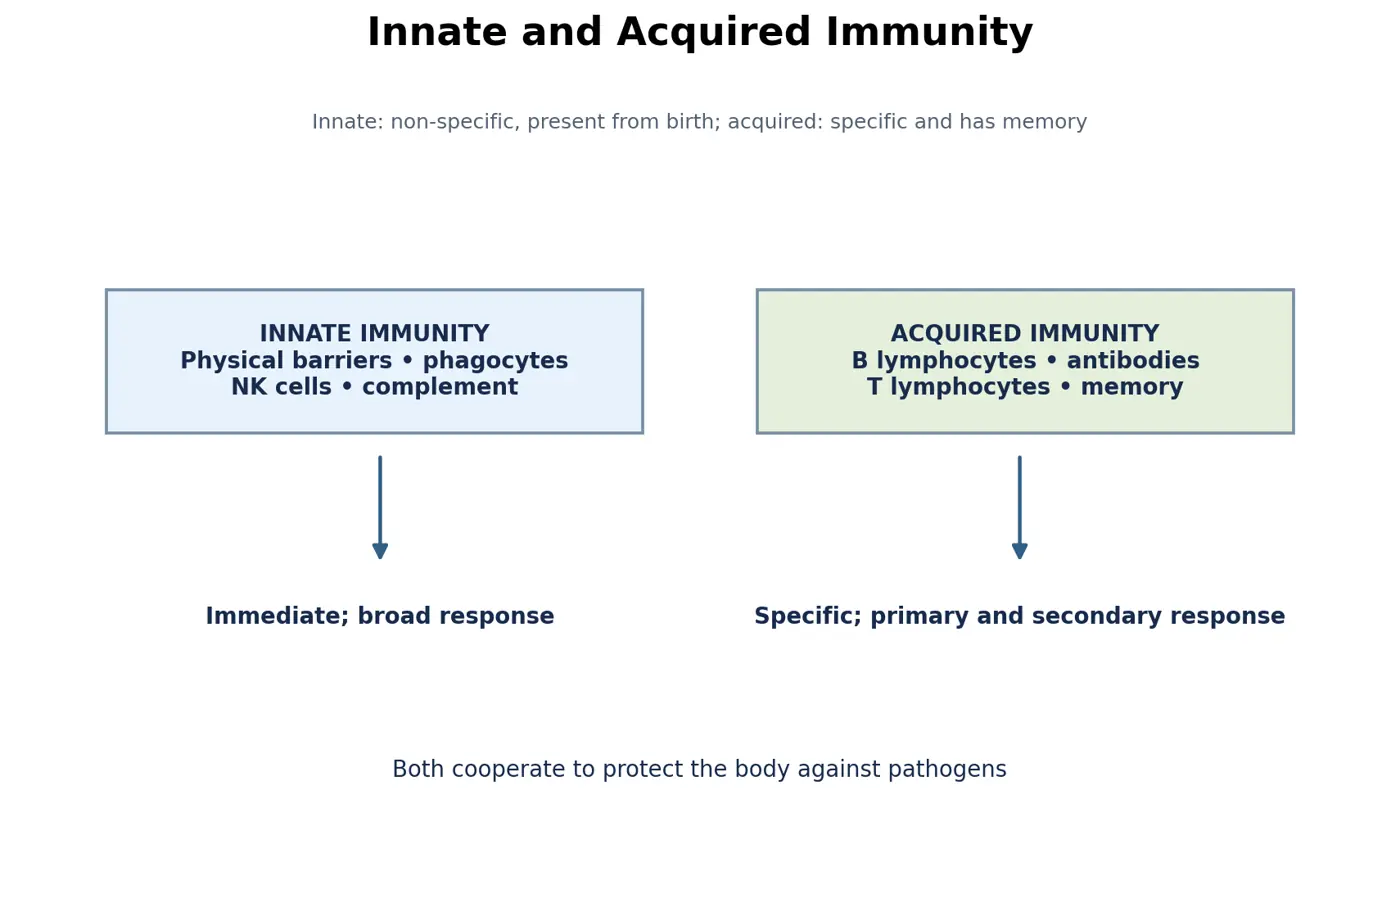 Innate and Acquired Immunity
Innate: non-specific, present from birth; acquired: specific and has memory
INNATE IMMUNITY
Physical barriers • phagocytes
NK cells • complement
ACQUIRED IMMUNITY
B lymphocytes • antibodies
T lymphocytes • memory
Immediate; broad response
Specific; primary and secondary response
Both cooperate to protect the body against pathogens